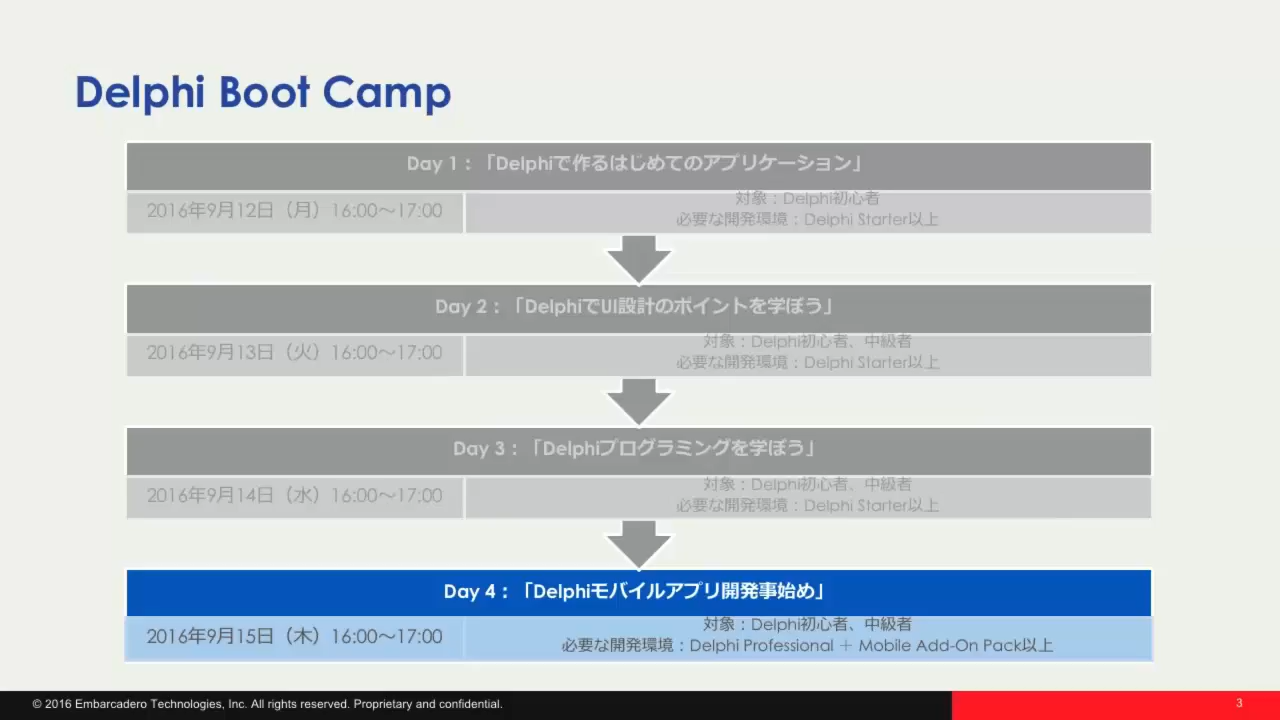 Delphi Boot Camp
Day 1：「Delphiで作るはじめてのアプリケーション」
2016年9月12日（月）16:00～17:00
対象：Delphi初心者
必要な開発環境：Delphi Starter以上
Day 2：「DelphiでUI設計のポイントを学ぼう」
2016年9月13日（火）16:00～17:00
対象：Delphi初心者、中級者
必要な開発環境：Delphi Starter以上
Day 3：「Delphiプログラミングを学ぼう」
2016年9月14日（水）16:00～17:00
対象：Delphi初心者、中級者
必要な開発環境：Delphi Starter以上
Day 4：「Delphiモバイルアプリ開発事始め」
2016年9月15日（木）16:00～17:00
対象：Delphi初心者、中級者
必要な開発環境：Delphi Professional ＋ Mobile Add-On Pack以上
© 2016 Embarcadero Technologies, Inc. All rights reserved. Proprietary and confidential.
3